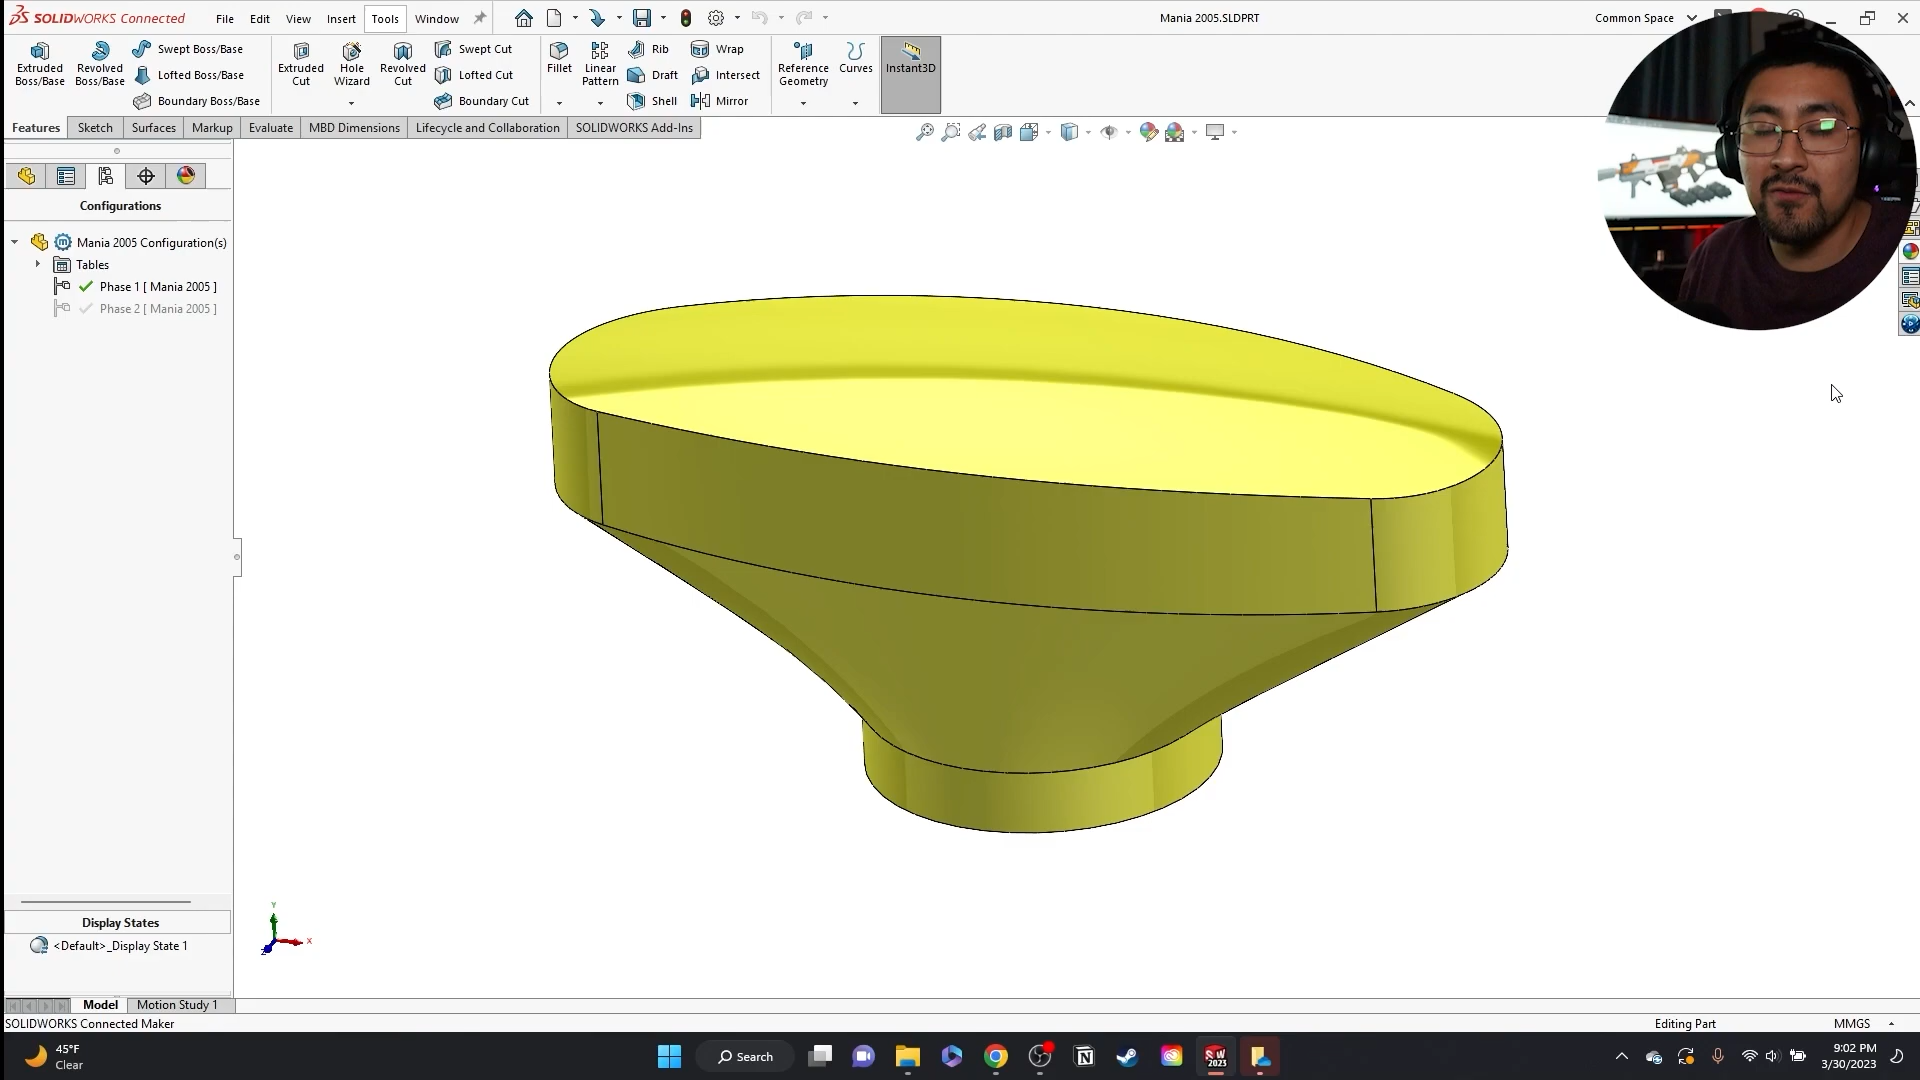 SOLIDWORKS Connected
File Edit View Insert Tools Window
Mania 2005.SLDPRT
Common Space
Extruded Boss/Base
Revolved Boss/Base
Swept Boss/Base
Lofted Boss/Base
Boundary Boss/Base
Extruded Cut
Hole Wizard
Revolved Cut
Swept Cut
Lofted Cut
Boundary Cut
Fillet
Linear Pattern
Rib
Draft
Shell
Wrap
Intersect
Mirror
Reference Geometry
Curves
Instant3D
Features Sketch Surfaces Markup Evaluate MBD Dimensions Lifecycle and Collaboration SOLIDWORKS Add-Ins
Configurations
Mania 2005 Configuration(s)
Tables
Phase 1 [ Mania 2005 ]
Phase 2 [ Mania 2005 ]
Display States
<Default>_Display State 1
Y
X
Z
Model Motion Study 1
SOLIDWORKS Connected Maker
Editing Part
MMGS
45°F
Clear
Search
SW
2023
9:02 PM
3/30/2023